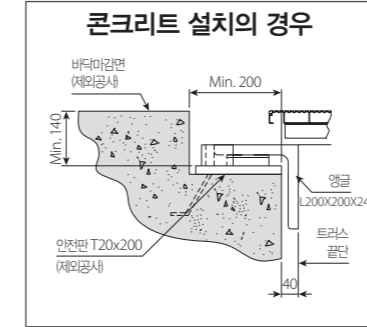 콘크리트 설치의 경우
바닥마감면
(제외공사)
Min. 200
Min. 140
앵글
L200X200X24
안전판 T20x200
(제외공사)
트러스
끝단
40